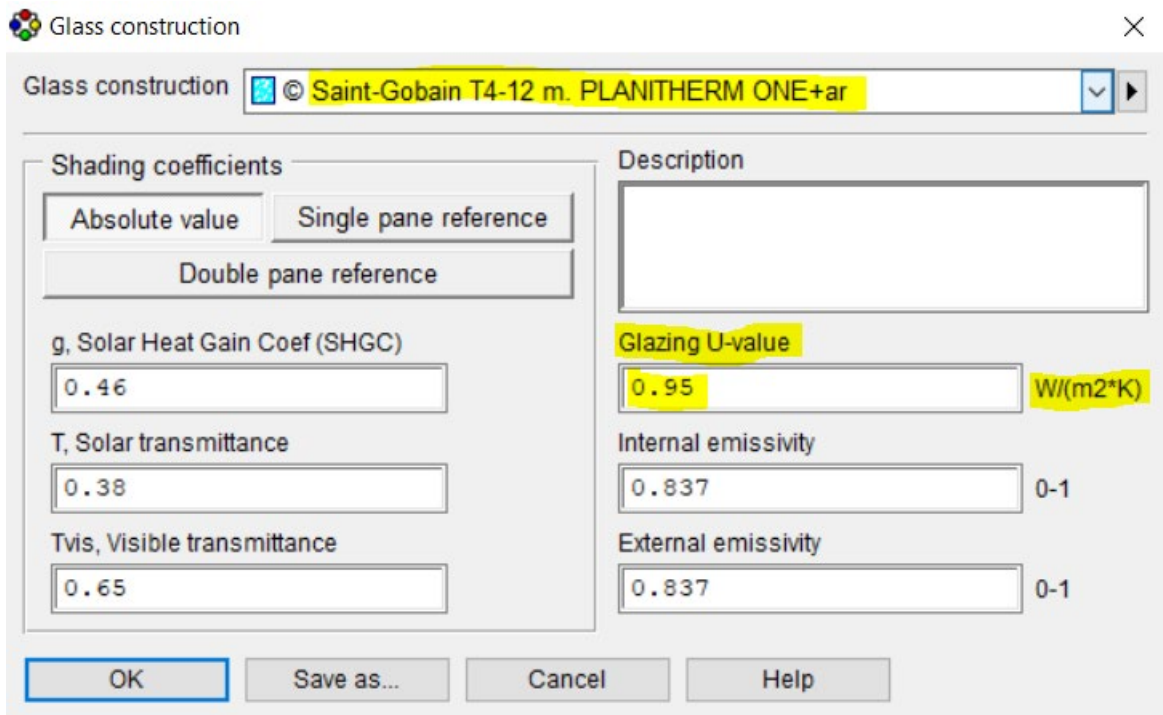 Glass construction
Glass construction © Saint-Gobain T4-12 m. PLANITHERM ONE+ar
Shading coefficients
Absolute value
Single pane reference
Double pane reference
g, Solar Heat Gain Coef (SHGC)
0.46
T, Solar transmittance
0.38
Tvis, Visible transmittance
0.65
Description
Glazing U-value
0.95 W/(m2*K)
Internal emissivity
0.837 0-1
External emissivity
0.837 0-1
OK Save as... Cancel Help